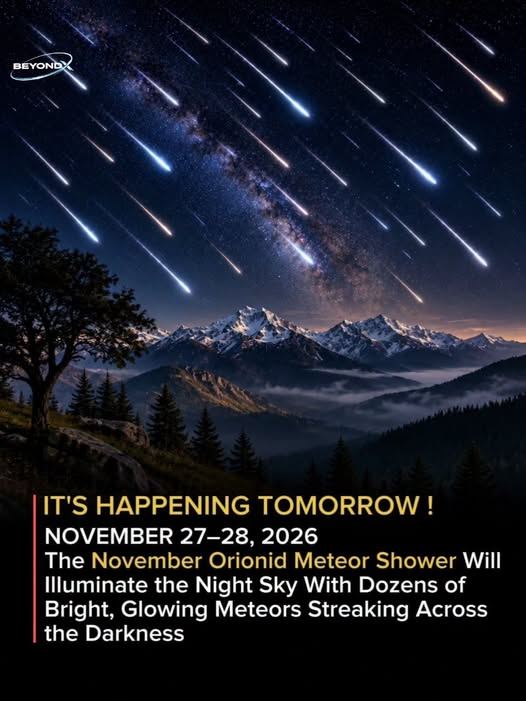 BEYONDX
IT'S HAPPENING TOMORROW !
NOVEMBER 27–28, 2026
The November Orionid Meteor Shower Will
Illuminate the Night Sky With Dozens of
Bright, Glowing Meteors Streaking Across
the Darkness